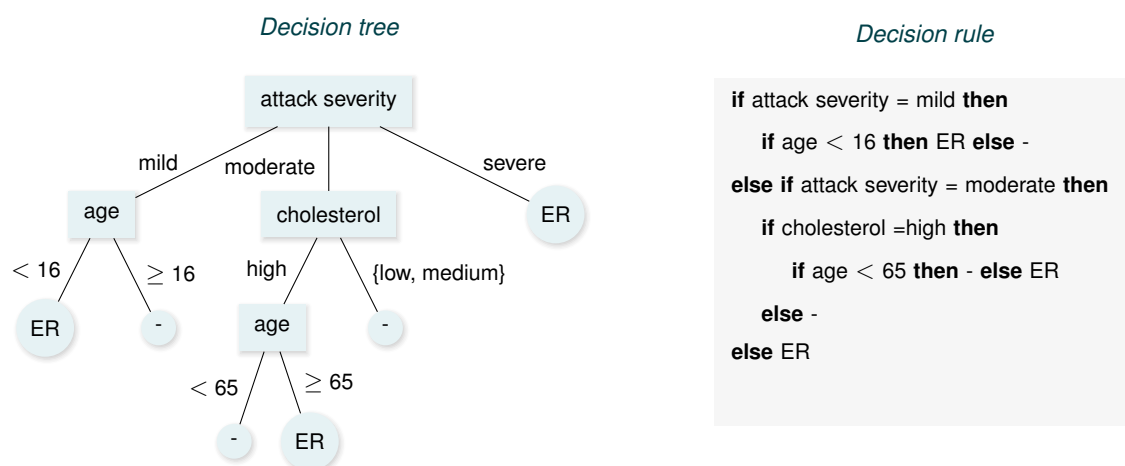 Decision tree
attack severity
mild
moderate
severe
age
cholesterol
ER
< 16
≥ 16
high
{low, medium}
ER
-
age
-
< 65
≥ 65
-
ER
Decision rule
if attack severity = mild then
if age < 16 then ER else -
else if attack severity = moderate then
if cholesterol =high then
if age < 65 then - else ER
else -
else ER